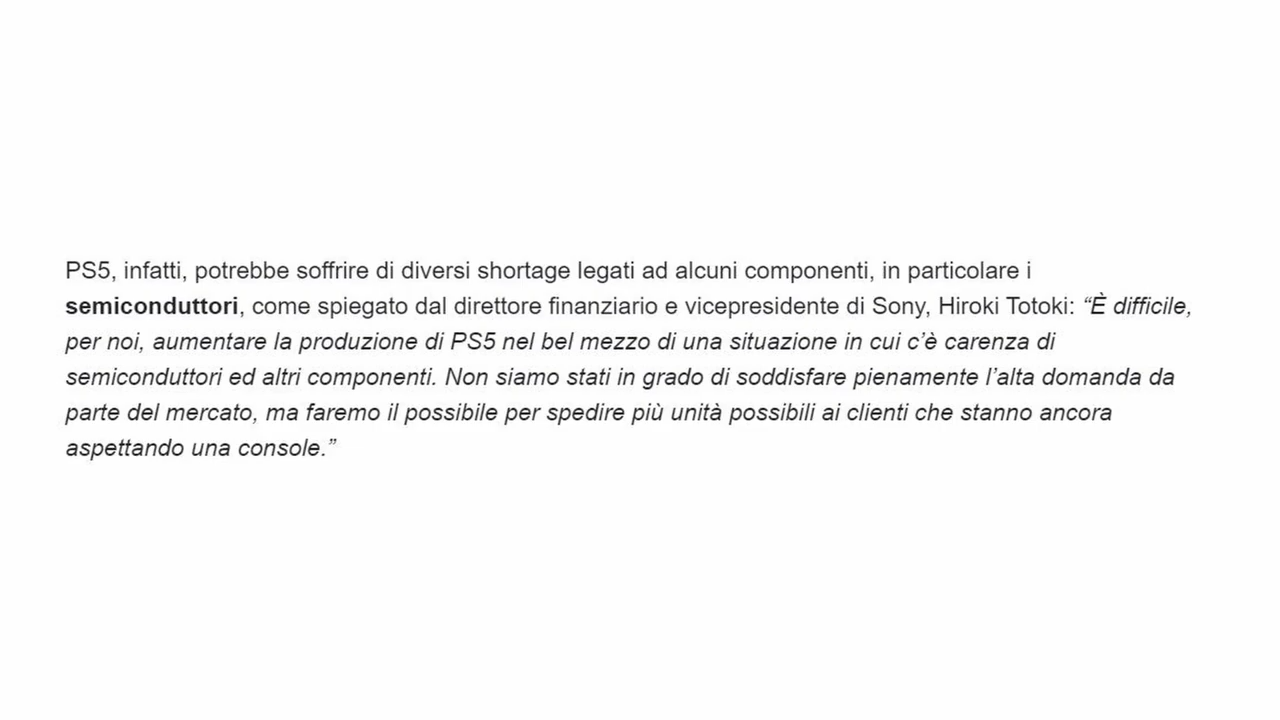 PS5, infatti, potrebbe soffrire di diversi shortage legati ad alcuni componenti, in particolare i
semiconduttori, come spiegato dal direttore finanziario e vicepresidente di Sony, Hiroki Totoki: “È difficile,
per noi, aumentare la produzione di PS5 nel bel mezzo di una situazione in cui c’è carenza di
semiconduttori ed altri componenti. Non siamo stati in grado di soddisfare pienamente l’alta domanda da
parte del mercato, ma faremo il possibile per spedire più unità possibili ai clienti che stanno ancora
aspettando una console.”